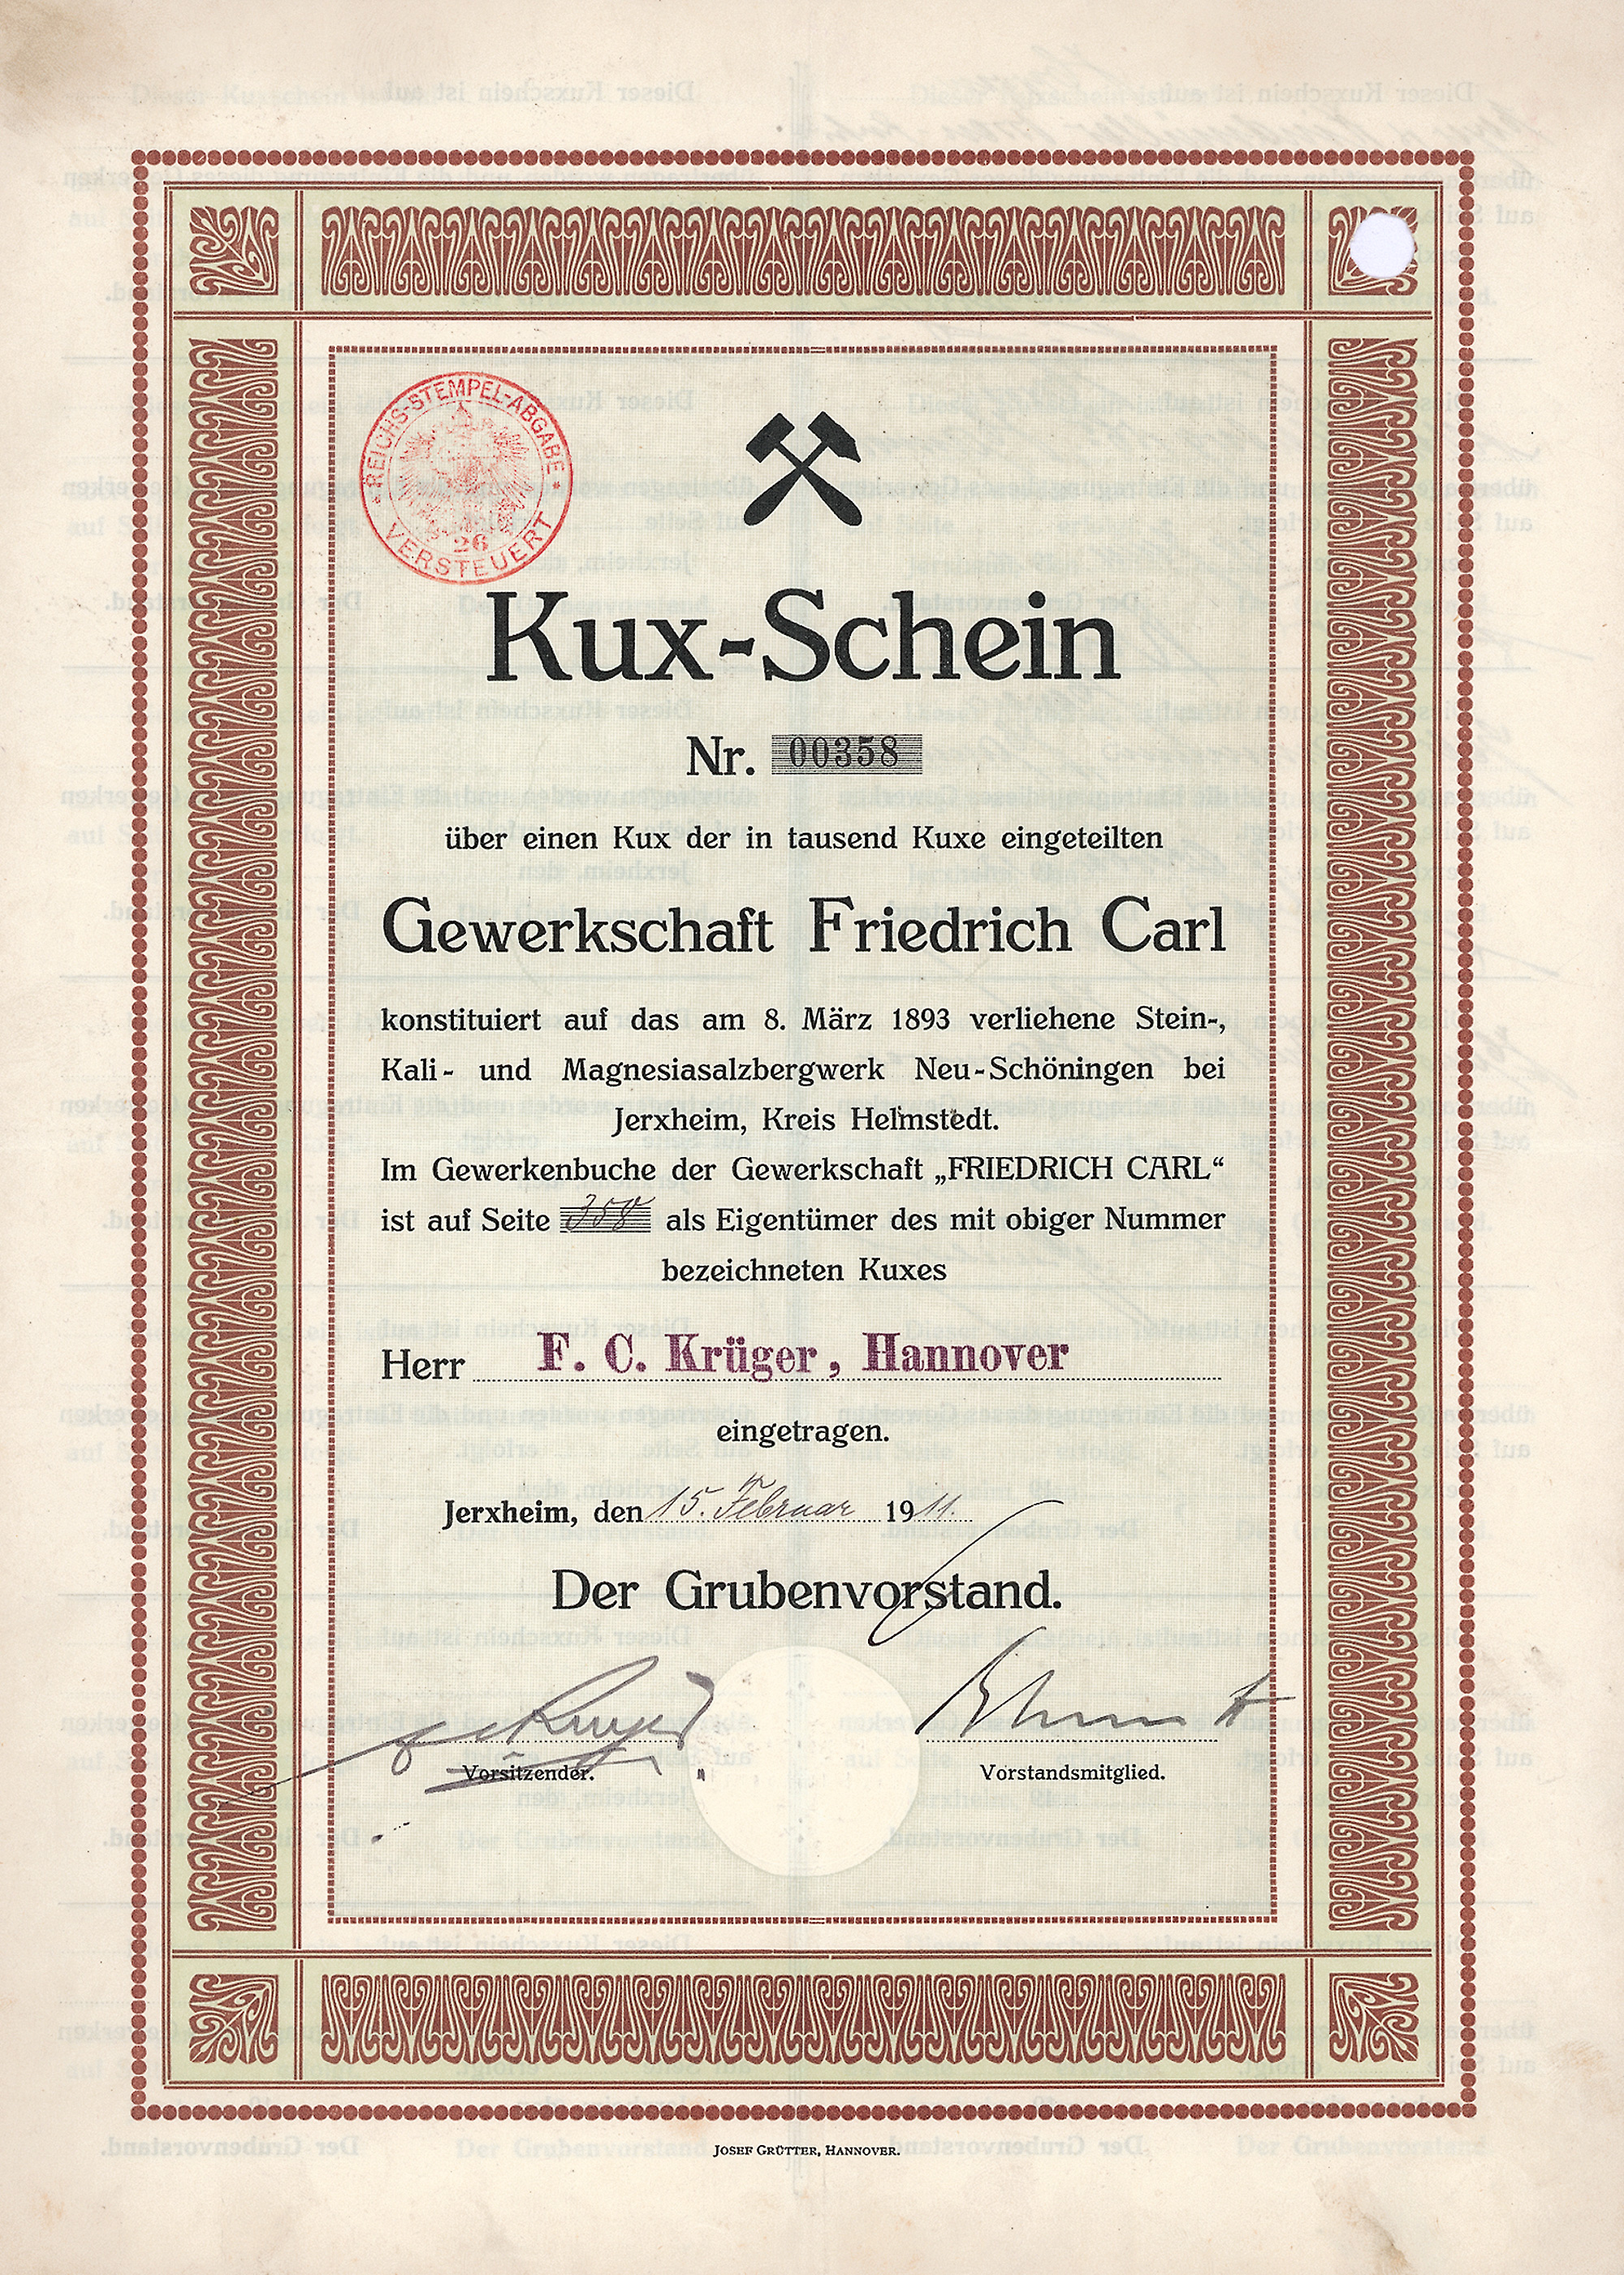 REICHS-STEMPEL-ABGABE
26
VERSTEUERT
Kux-Schein
Nr. 00358
über einen Kux der in tausend Kuxe eingeteilten
Gewerkschaft Friedrich Carl
konstituiert auf das am 8. März 1893 verliehene Stein-,
Kali- und Magnesiasalzbergwerk Neu-Schöningen bei
Jerxheim, Kreis Helmstedt.
Im Gewerkenbuche der Gewerkschaft „FRIEDRICH CARL“
ist auf Seite 358 als Eigentümer des mit obiger Nummer
bezeichneten Kuxes
Herr F. C. Krüger, Hannover
eingetragen.
Jerxheim, den 15. Februar 1911.
Der Grubenvorstand.
Vorsitzender.
Vorstandsmitglied.
JOSEF GRÜTTER, HANNOVER.